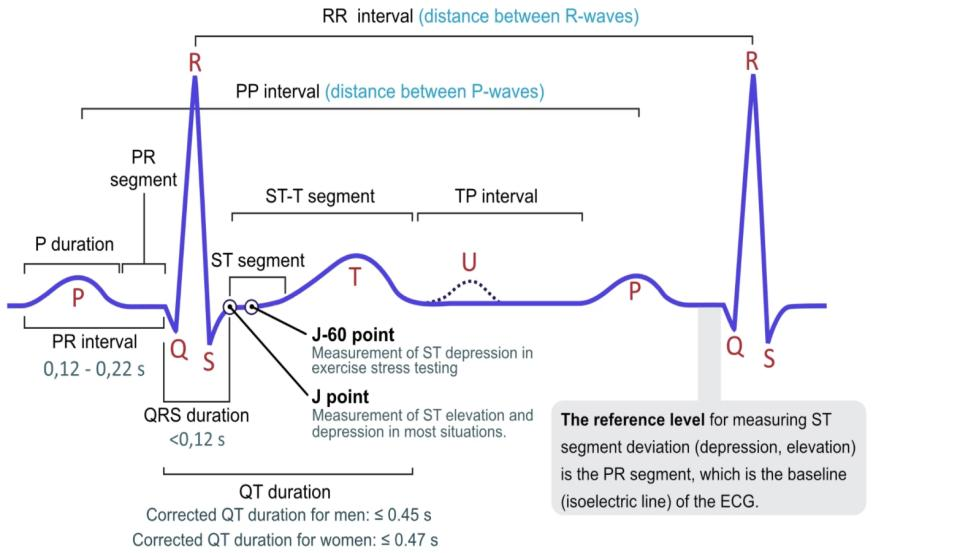 RR interval (distance between R-waves)
R
R
PP interval (distance between P-waves)
PR
segment
ST-T segment
TP interval
P duration
ST segment
U
T
P
P
PR interval
0,12 - 0,22 s
Q
S
J-60 point
Measurement of ST depression in
exercise stress testing
Q
S
J point
Measurement of ST elevation and
depression in most situations.
QRS duration
<0,12 s
The reference level for measuring ST
segment deviation (depression, elevation)
is the PR segment, which is the baseline
(isoelectric line) of the ECG.
QT duration
Corrected QT duration for men: ≤ 0.45 s
Corrected QT duration for women: ≤ 0.47 s